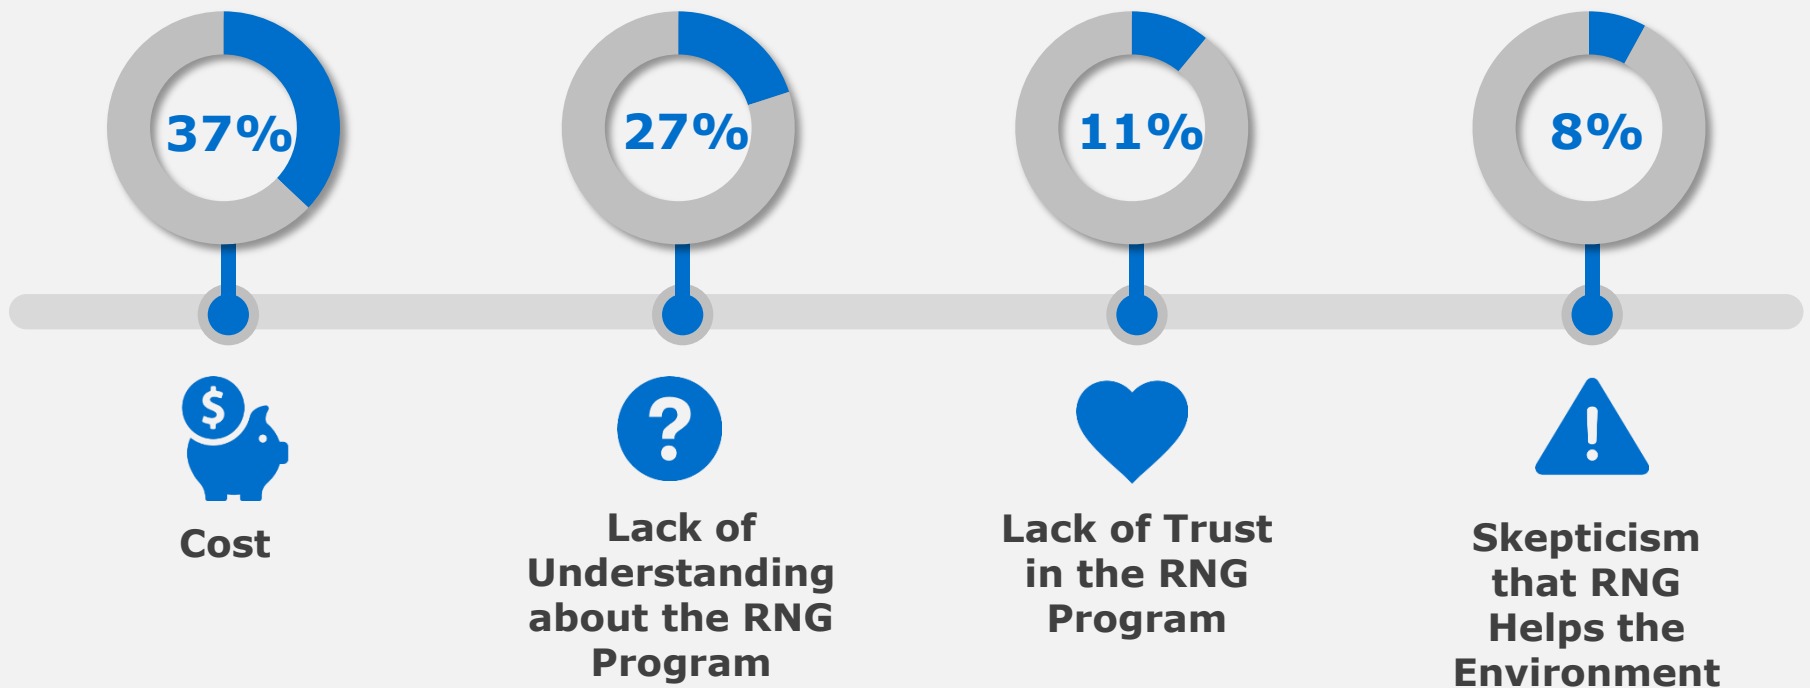 37%
27%
11%
8%
$
?
!
Cost
Lack of
Understanding
about the RNG
Program
Lack of Trust
in the RNG
Program
Skepticism
that RNG
Helps the
Environment